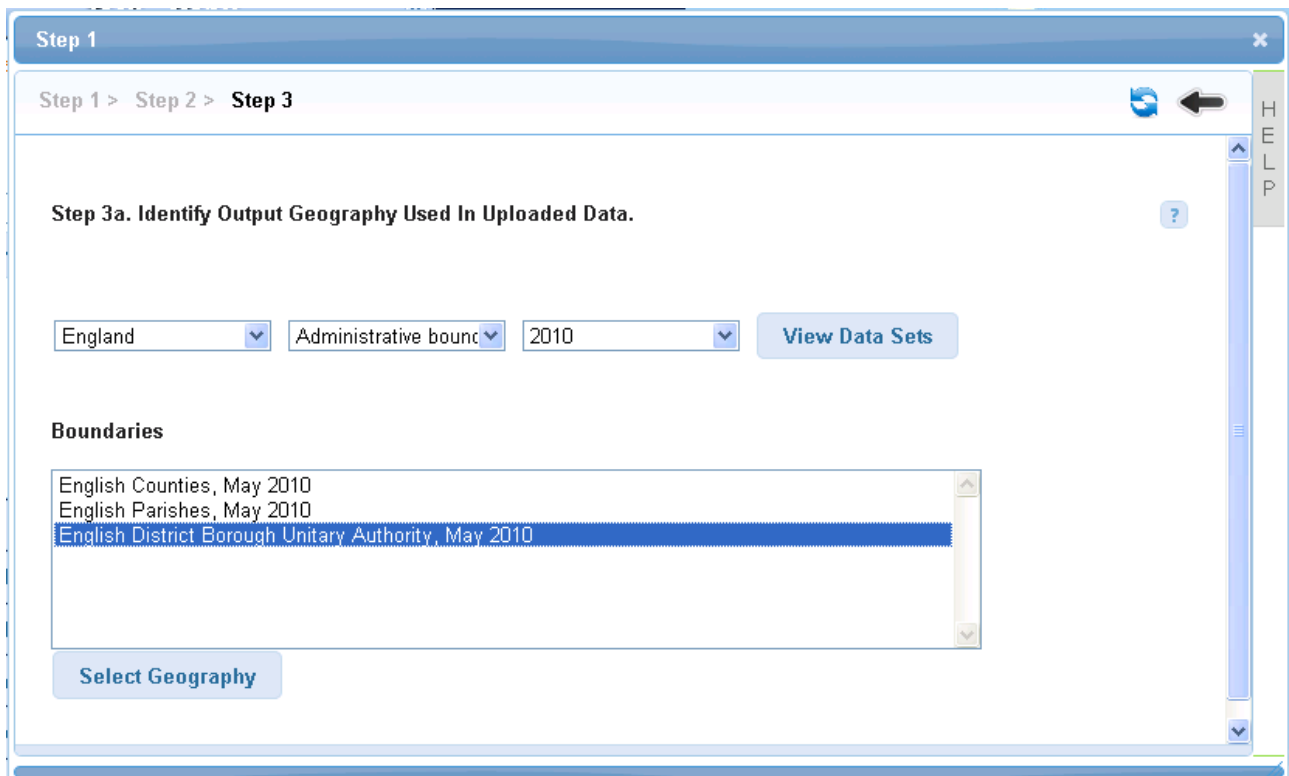 Step 1
Step 1 > Step 2 > Step 3
HELP
Step 3a. Identify Output Geography Used In Uploaded Data.
?
England Administrative bound 2010 View Data Sets
Boundaries
English Counties, May 2010
English Parishes, May 2010
English District Borough Unitary Authority, May 2010
Select Geography